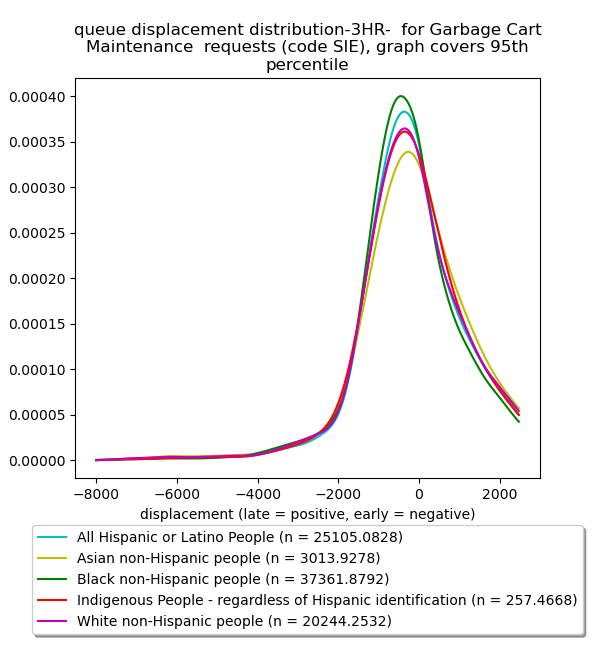 queue displacement distribution-3HR-  for Garbage Cart
Maintenance  requests (code SIE), graph covers 95th
percentile
0.00040
0.00035
0.00030
0.00025
0.00020
0.00015
0.00010
0.00005
0.00000
−8000 −6000 −4000 −2000 0 2000
displacement (late = positive, early = negative)
All Hispanic or Latino People (n = 25105.0828)
Asian non-Hispanic people (n = 3013.9278)
Black non-Hispanic people (n = 37361.8792)
Indigenous People - regardless of Hispanic identification (n = 257.4668)
White non-Hispanic people (n = 20244.2532)